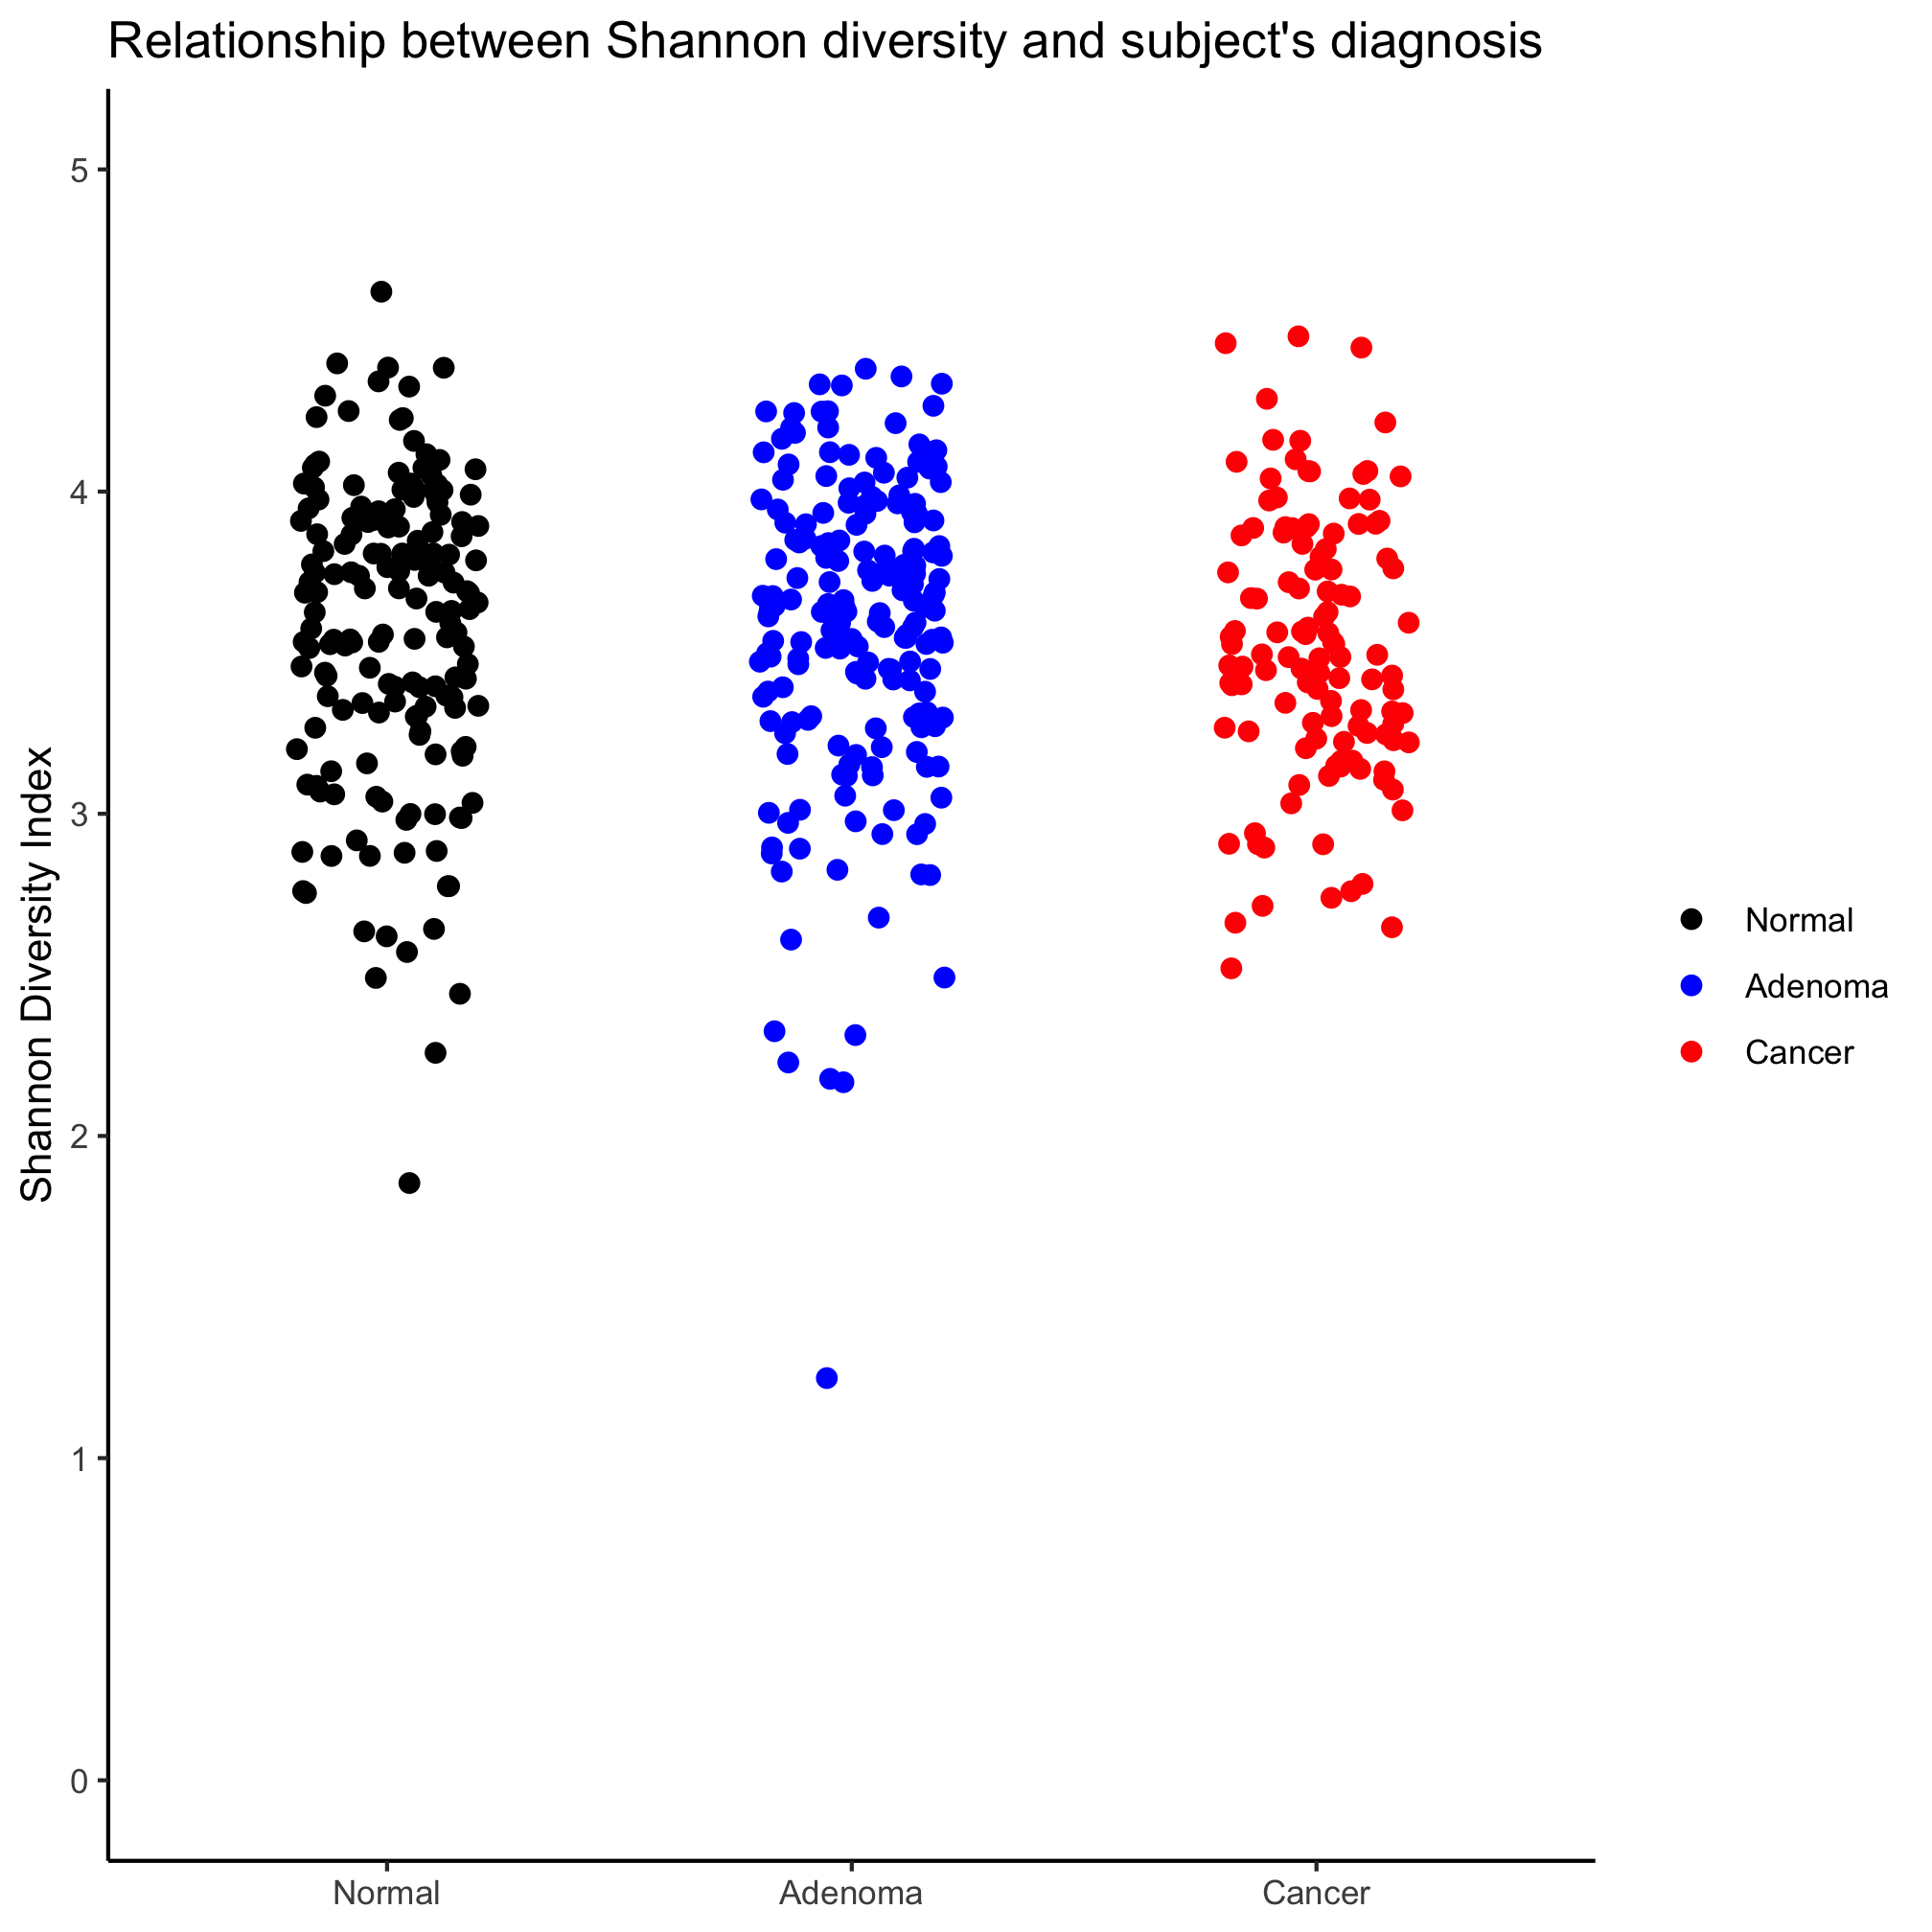 Relationship between Shannon diversity and subject's diagnosis
Shannon Diversity Index
5
4
3
2
1
0
Normal
Adenoma
Cancer
Normal
Adenoma
Cancer